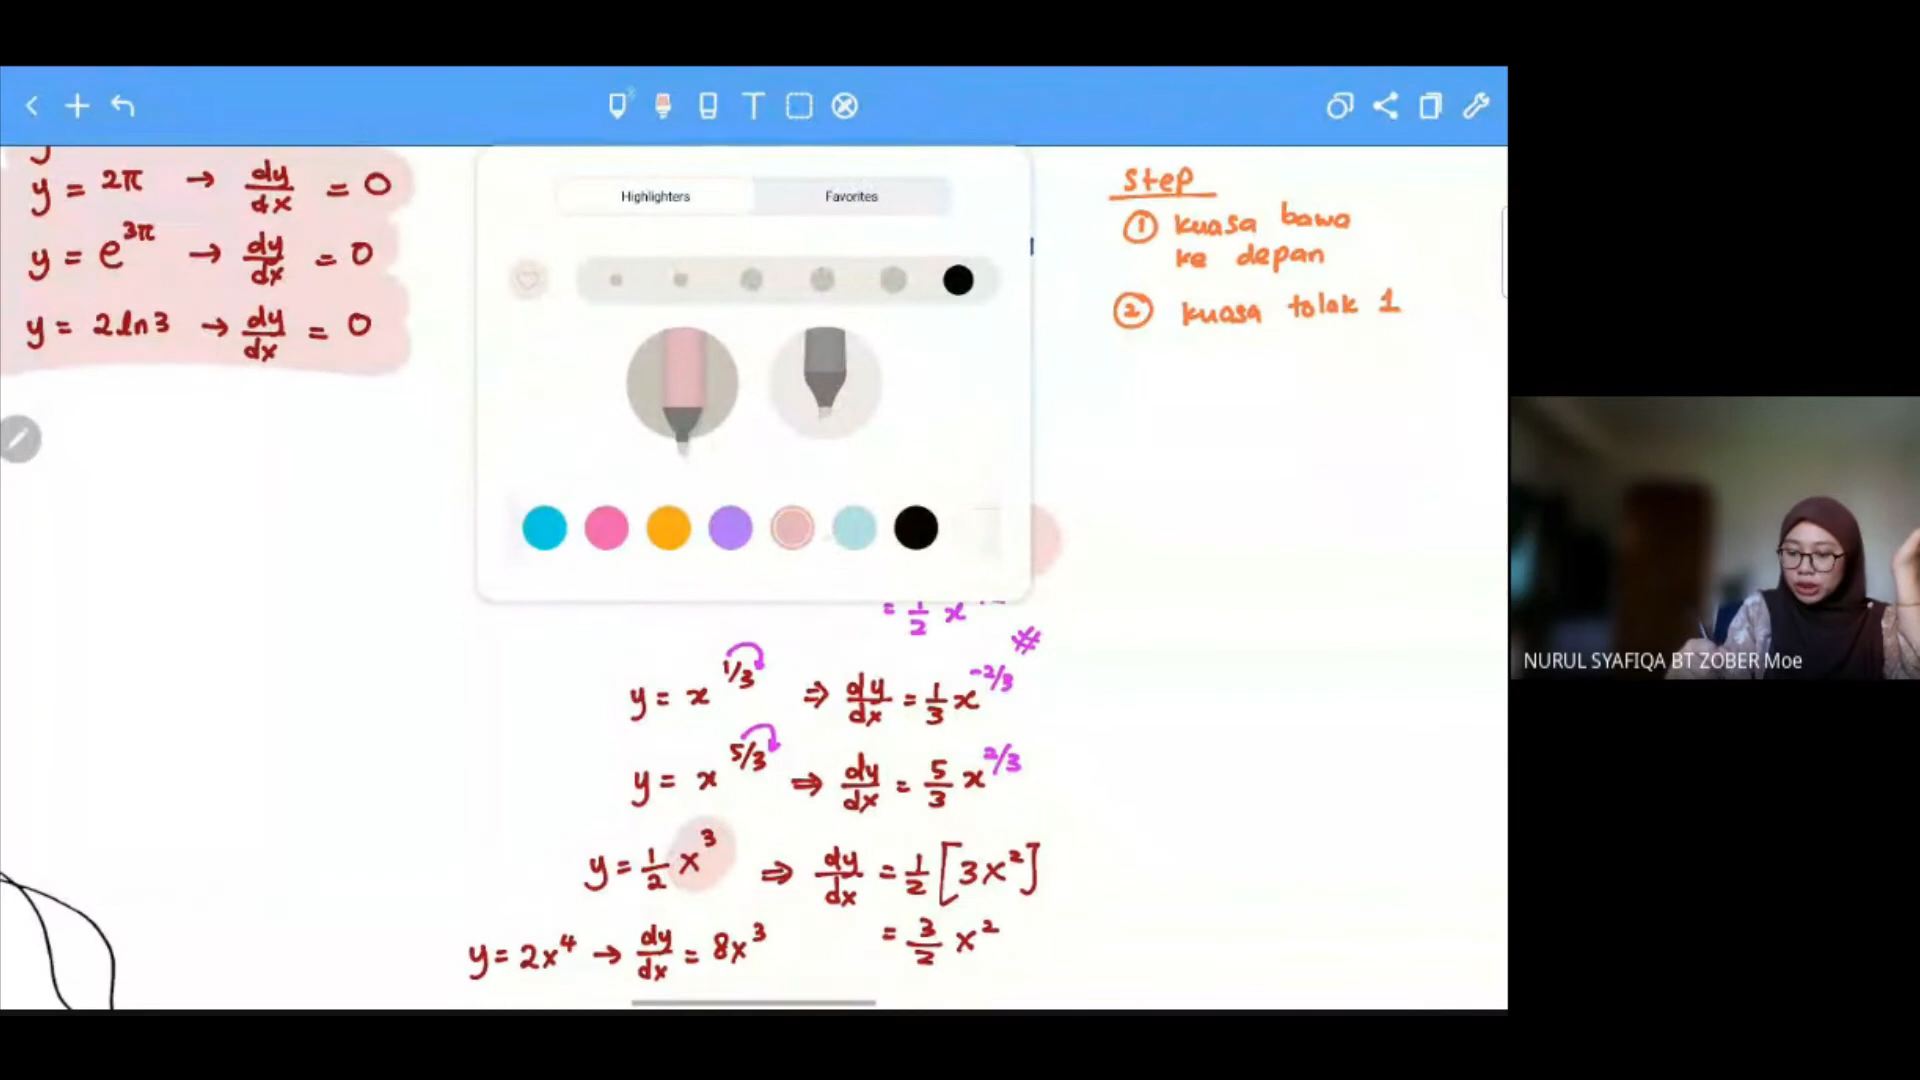 T
y = 2π → dy/dx = 0
y = e^3π → dy/dx = 0
y = 2 ln 3 → dy/dx = 0
Highlighters
Favorites
Step
① kuasa bawa
ke depan
② kuasa tolak 1
= 1/2 x
#
y = x^1/3 ⇒ dy/dx = 1/3 x^-2/3
y = x^5/3 ⇒ dy/dx = 5/3 x^2/3
y = 1/2 x^3 ⇒ dy/dx = 1/2 [3x^2]
= 3/2 x^2
y = 2x^4 → dy/dx = 8x^3
NURUL SYAFIQA BT ZOBER Moe